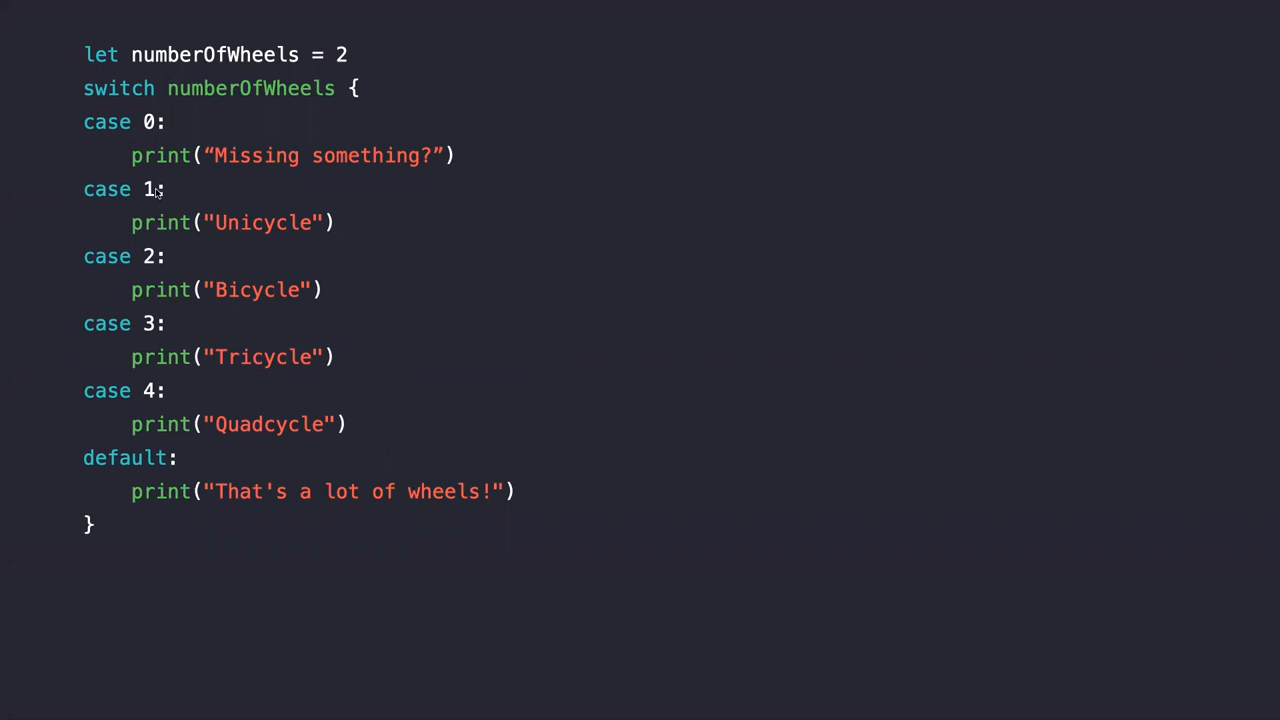 let numberOfWheels = 2
switch numberOfWheels {
case 0:
    print(“Missing something?”)
case 1:
    print("Unicycle")
case 2:
    print("Bicycle")
case 3:
    print("Tricycle")
case 4:
    print("Quadcycle")
default:
    print("That's a lot of wheels!")
}